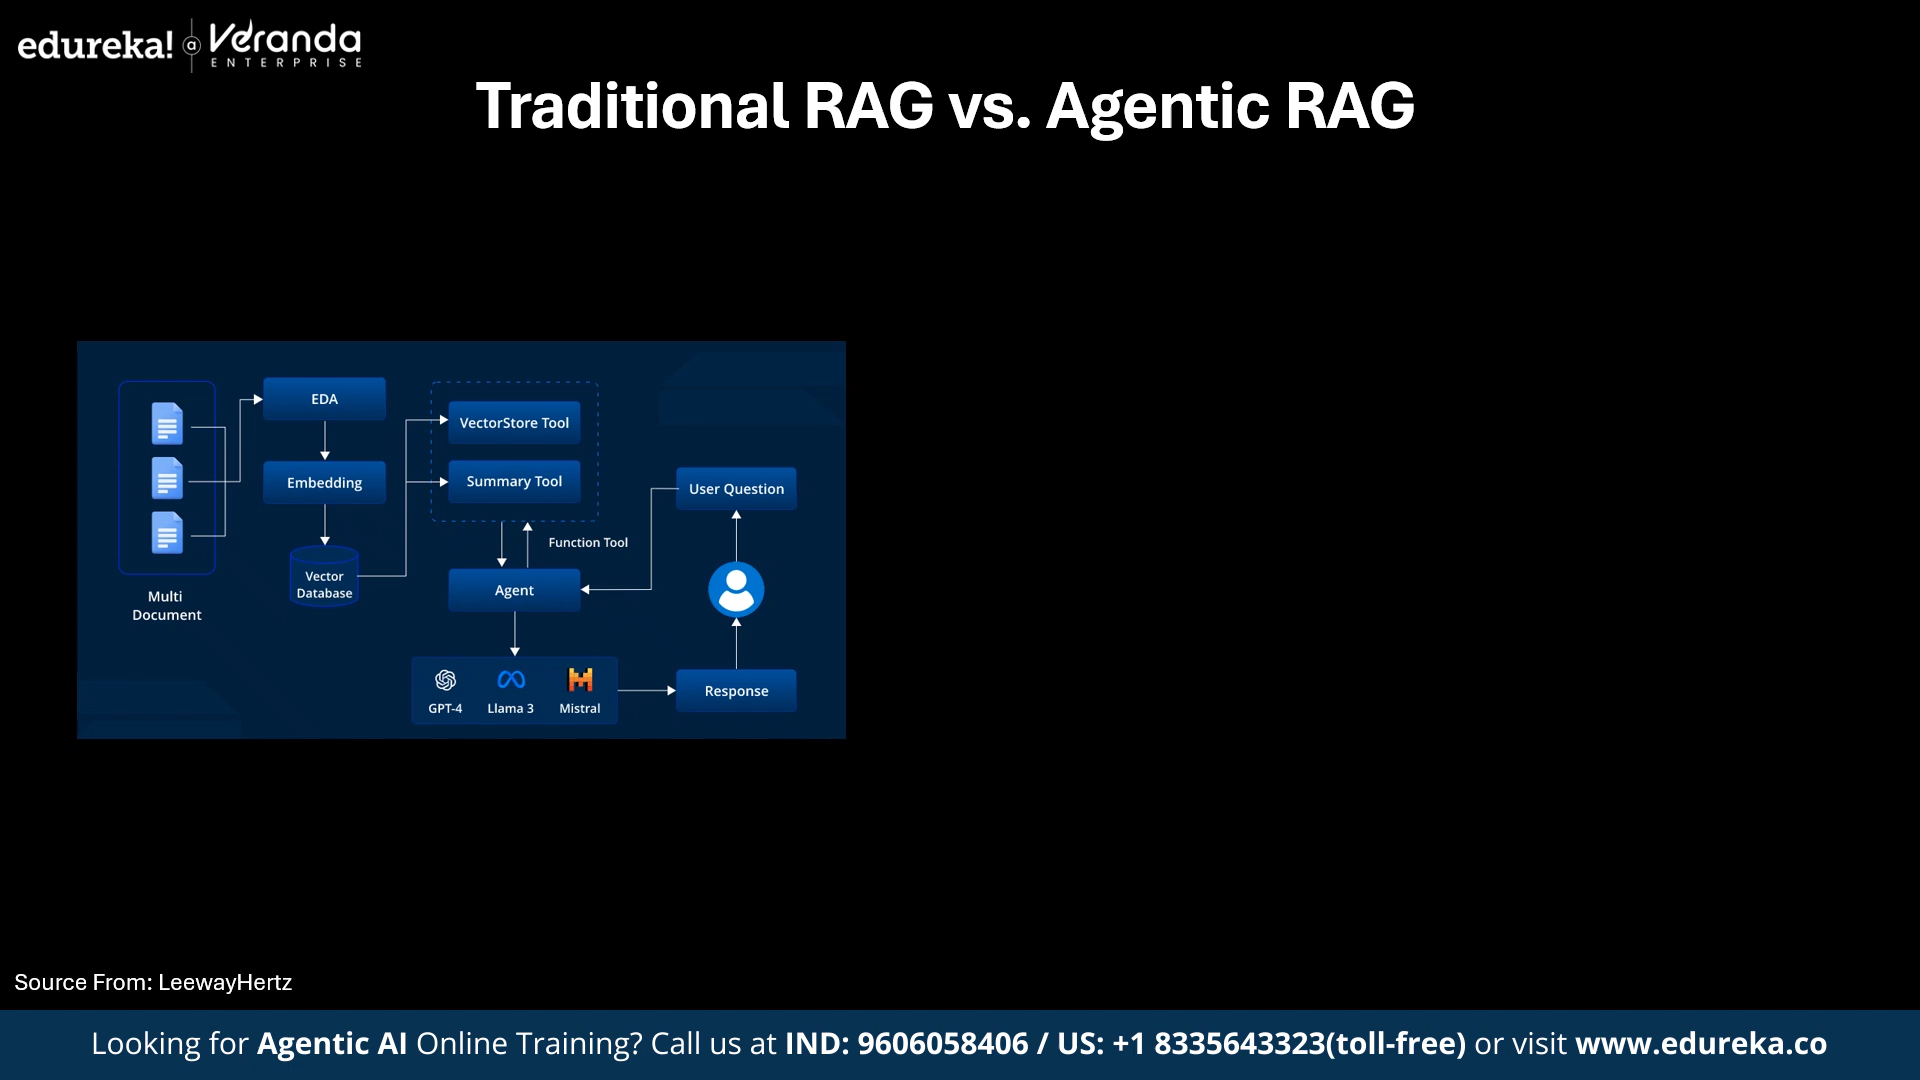 edureka! a Veranda
ENTERPRISE
Traditional RAG vs. Agentic RAG
EDA
Embedding
Vector
Database
Multi
Document
VectorStore Tool
Summary Tool
Function Tool
Agent
User Question
GPT-4
Llama 3
Mistral
Response
Source From: LeewayHertz
Looking for Agentic AI Online Training? Call us at IND: 9606058406 / US: +1 8335643323(toll-free) or visit www.edureka.co